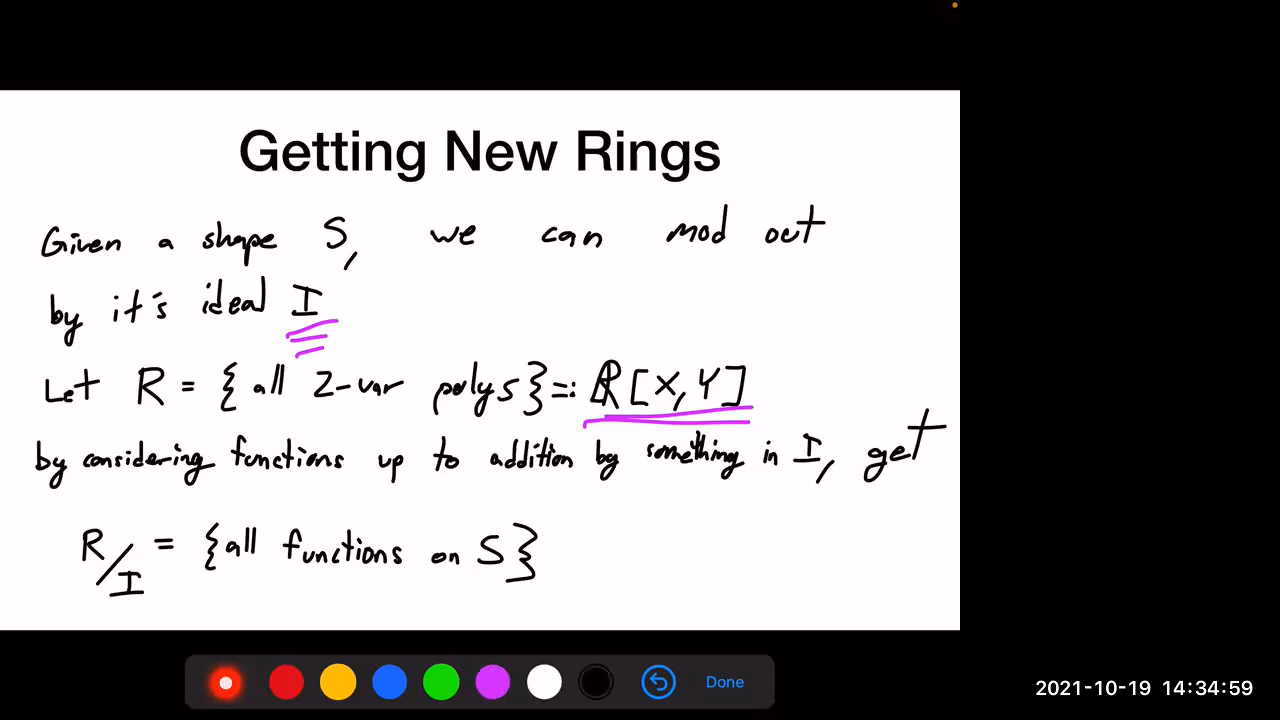 Getting New Rings
Given a shape S, we can mod out
by it's ideal I
Let R = { all 2-var polys } =: ℝ[X,Y]
by considering functions up to addition by something in I, get
R/I = {all functions on S}
Done
2021-10-19 14:34:59